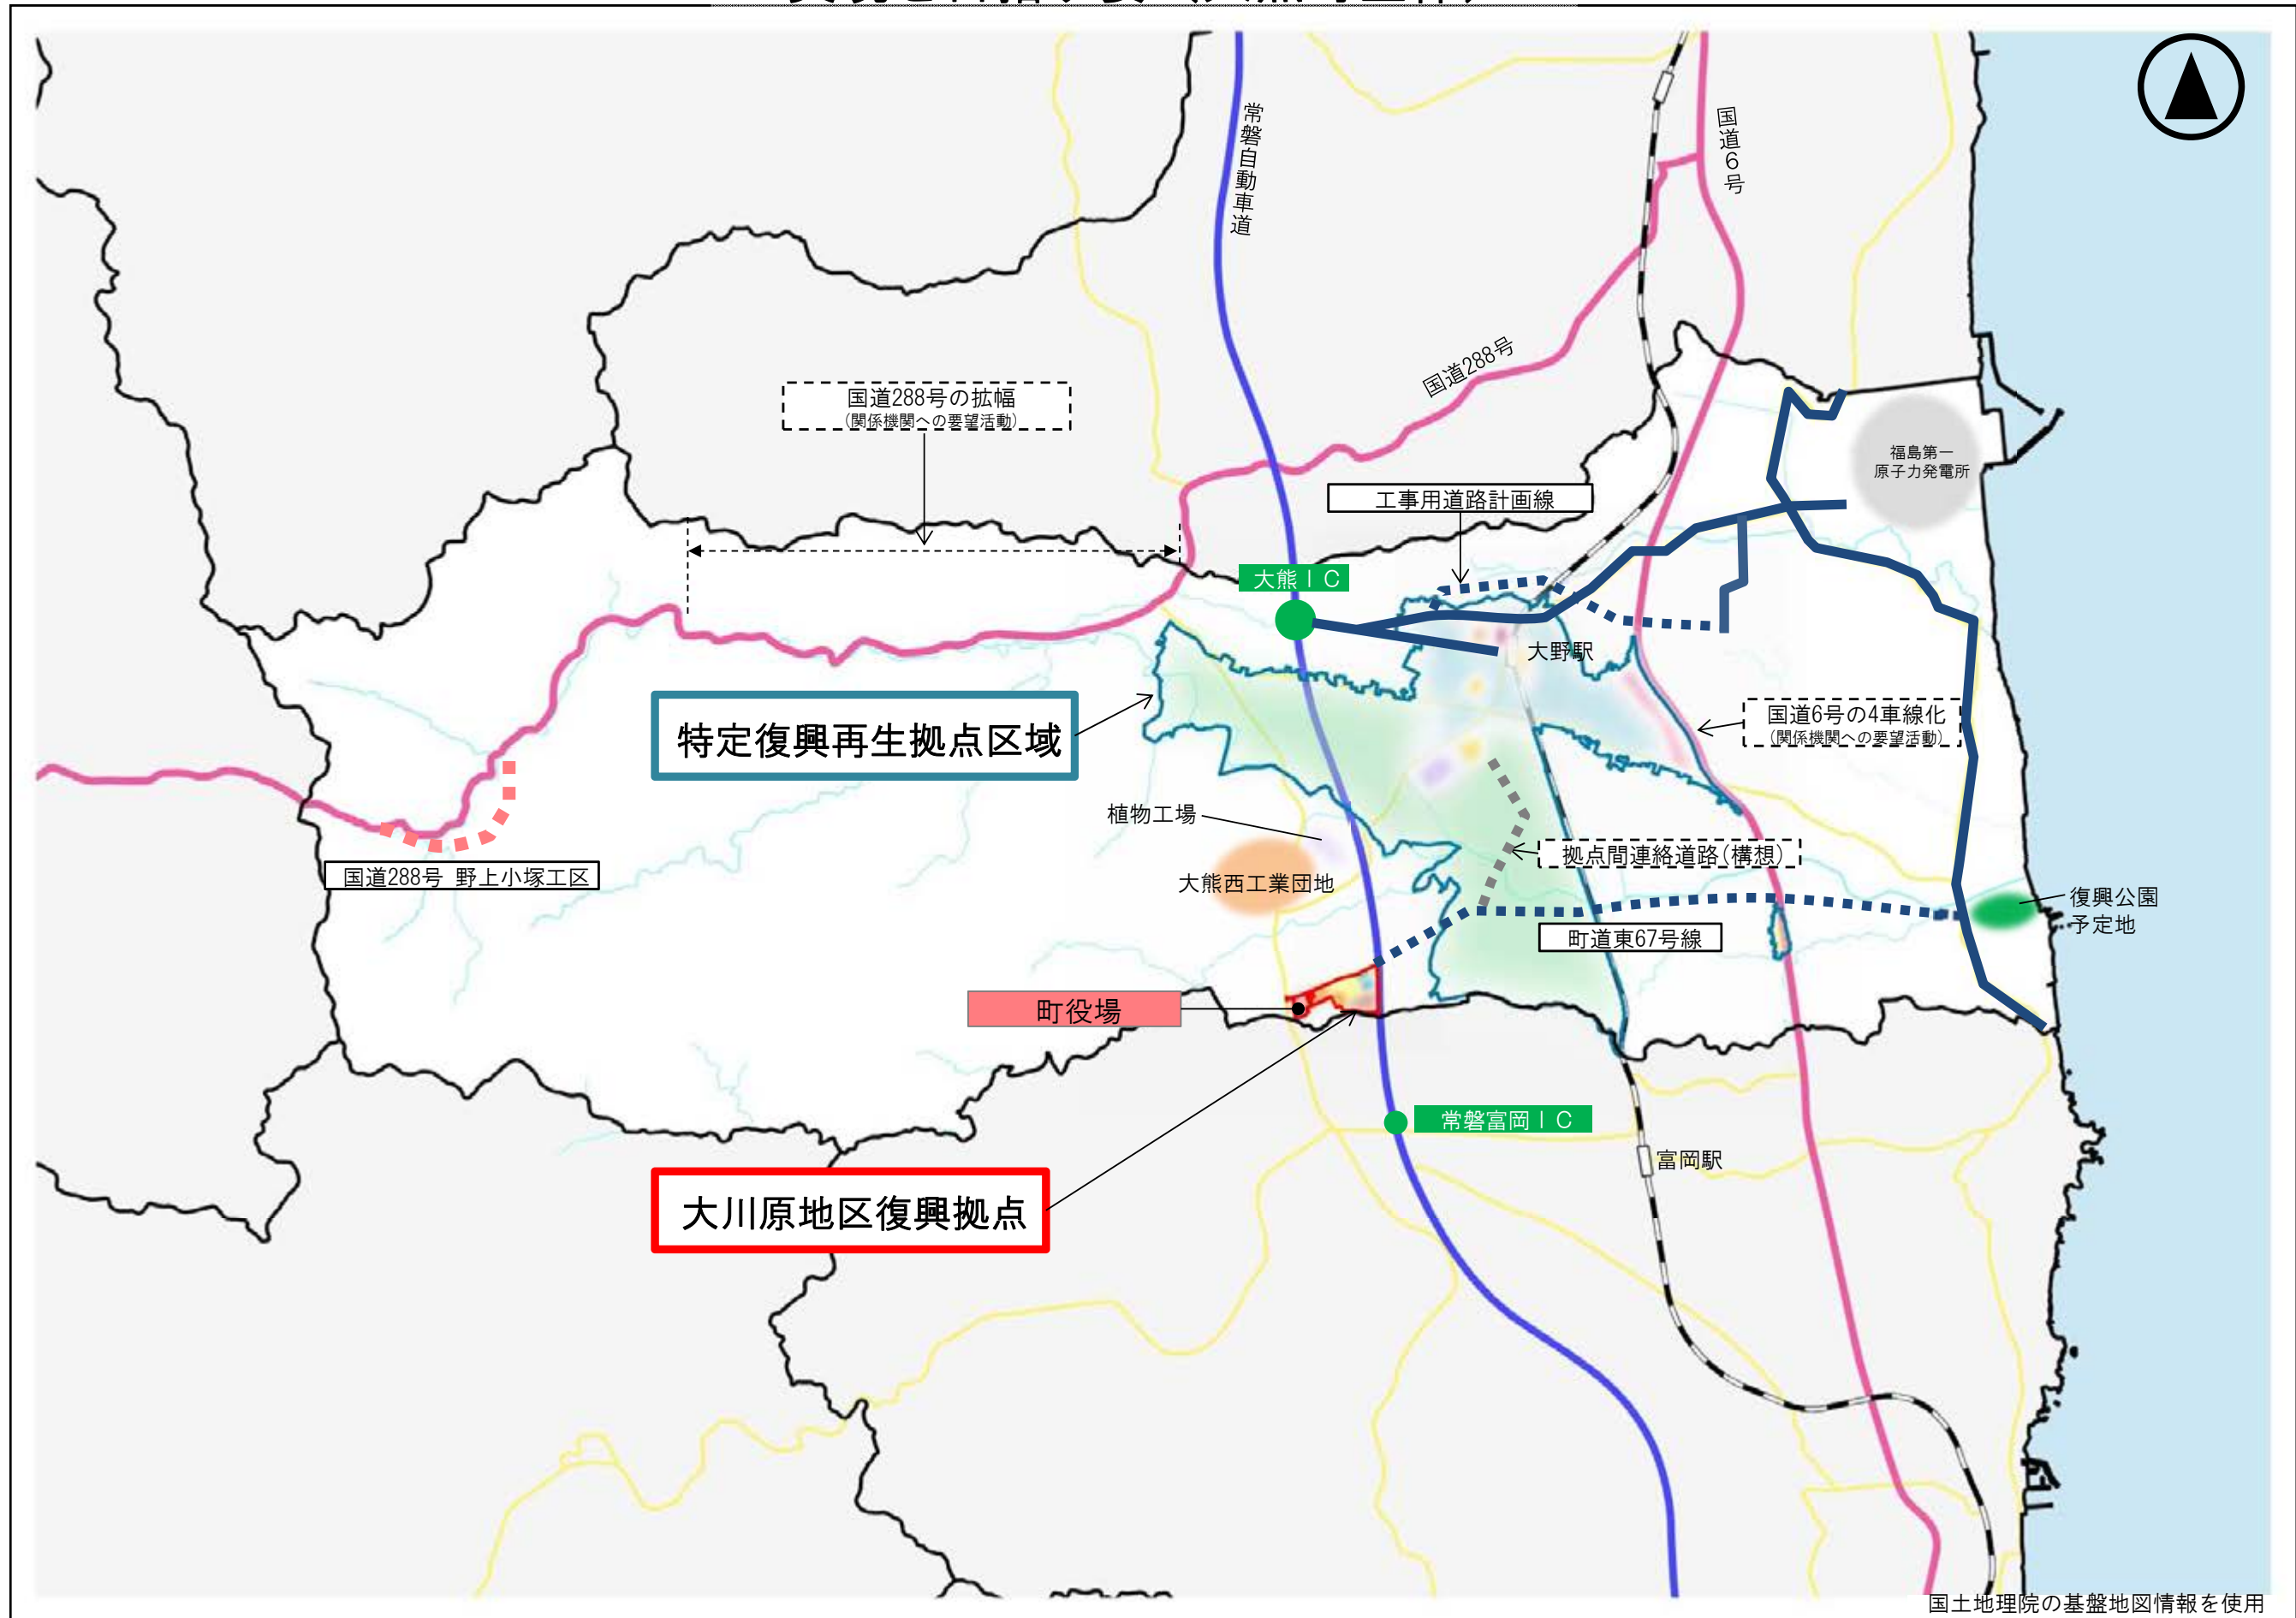 常磐自動車道
国道6号
国道288号
国道288号の拡幅
(関係機関への要望活動)
福島第一
原子力発電所
工事用道路計画線
大熊IC
大野駅
特定復興再生拠点区域
国道6号の4車線化
(関係機関への要望活動)
植物工場
拠点間連絡道路(構想)
国道288号 野上小塚工区
大熊西工業団地
復興公園
予定地
町道東67号線
町役場
常磐富岡IC
富岡駅
大川原地区復興拠点
国土地理院の基盤地図情報を使用